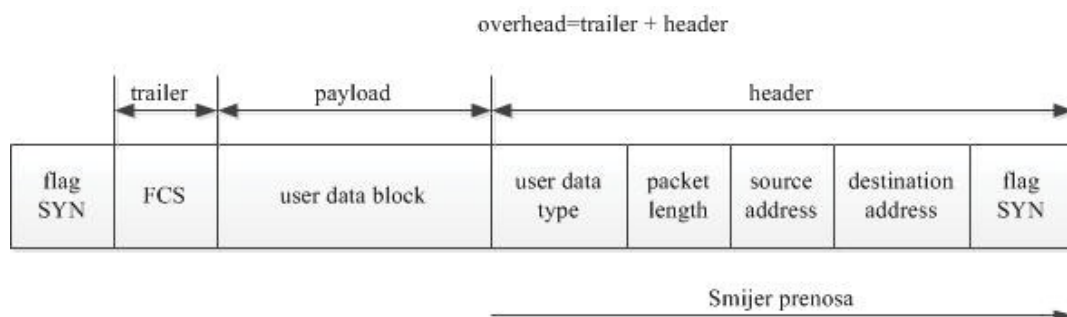 overhead=trailer + header
trailer
payload
header
flag
SYN
FCS
user data block
user data
type
packet
length
source
address
destination
address
flag
SYN
Smijer prenosa